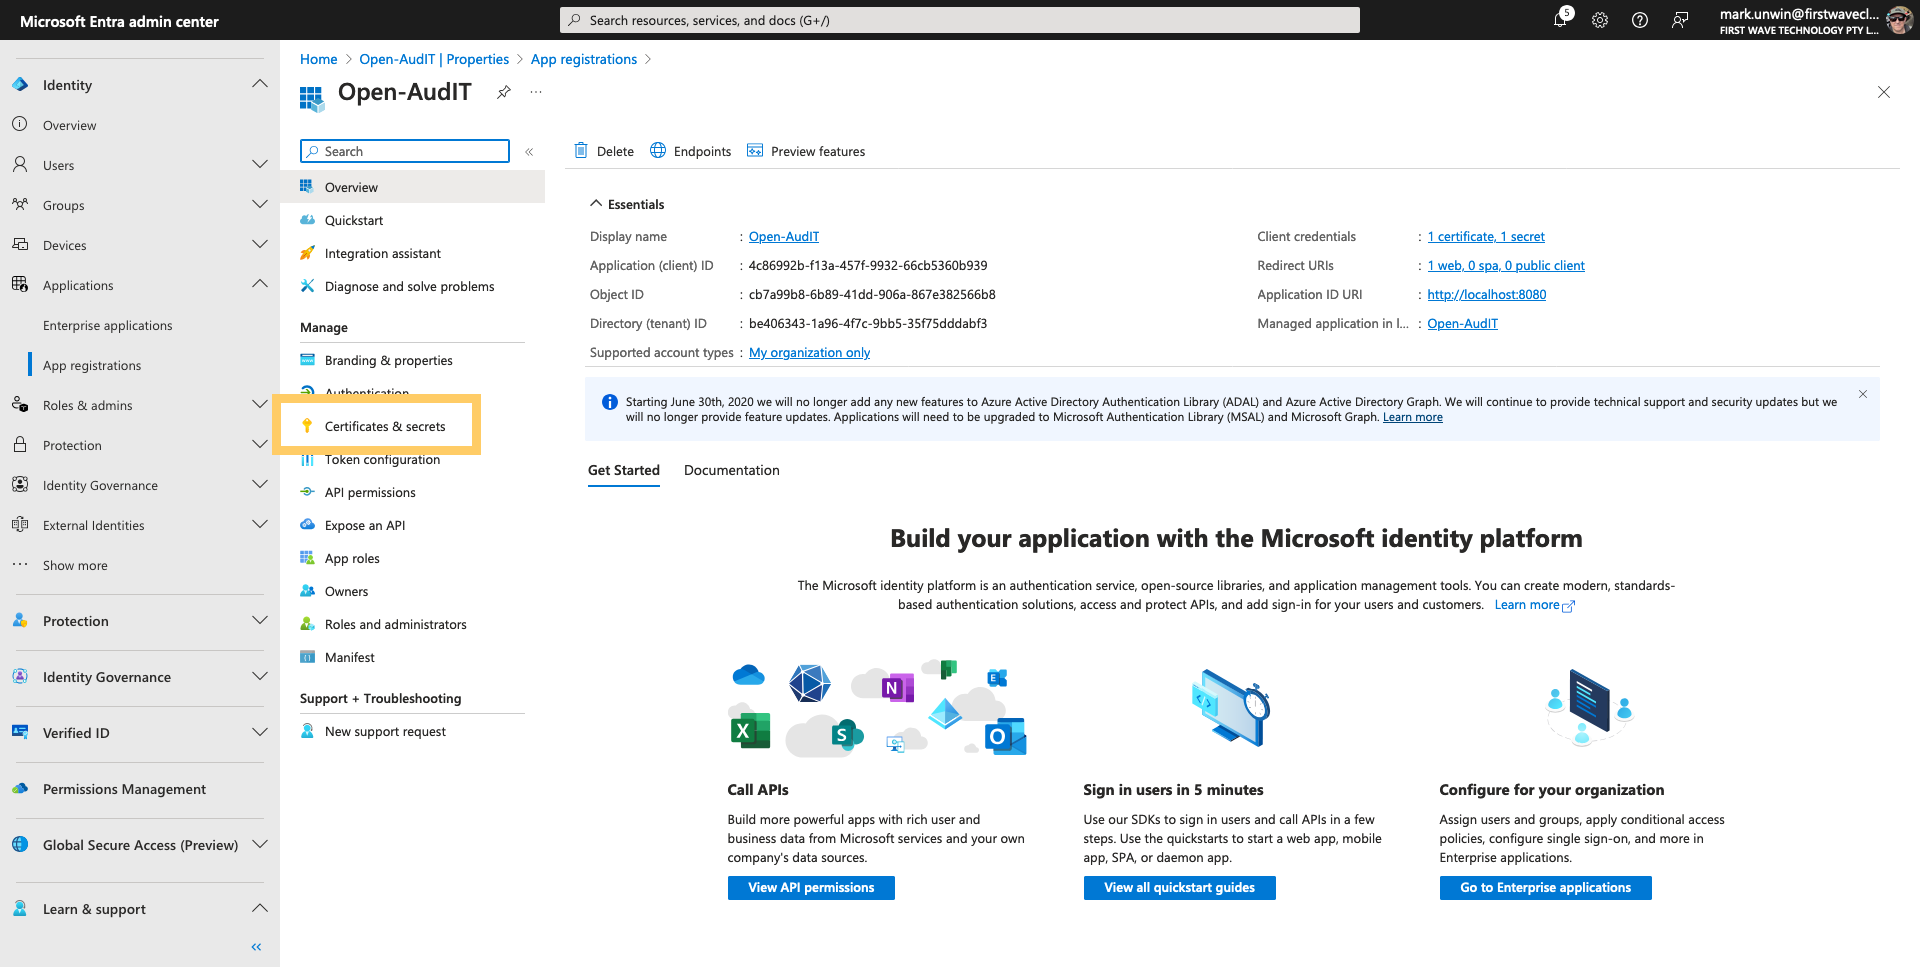 Microsoft Entra admin center
Search resources, services, and docs (G+/)
5
mark.unwin@firstwavecl...
FIRST WAVE TECHNOLOGY PTY L...
Identity
Overview
Users
Groups
Devices
Applications
Enterprise applications
App registrations
Roles & admins
Protection
Identity Governance
External Identities
Show more
Protection
Identity Governance
Verified ID
Permissions Management
Global Secure Access (Preview)
Learn & support
Home > Open-AudIT | Properties > App registrations >
Open-AudIT
Search
Overview
Quickstart
Integration assistant
Diagnose and solve problems
Manage
Branding & properties
Authentication
Certificates & secrets
Token configuration
API permissions
Expose an API
App roles
Owners
Roles and administrators
Manifest
Support + Troubleshooting
New support request
Delete
Endpoints
Preview features
Essentials
Display name : Open-AudIT
Application (client) ID : 4c86992b-f13a-457f-9932-66cb5360b939
Object ID : cb7a99b8-6b89-41dd-906a-867e382566b8
Directory (tenant) ID : be406343-1a96-4f7c-9bb5-35f75dddabf3
Supported account types : My organization only
Client credentials : 1 certificate, 1 secret
Redirect URIs : 1 web, 0 spa, 0 public client
Application ID URI : http://localhost:8080
Managed application in l... : Open-AudIT
Starting June 30th, 2020 we will no longer add any new features to Azure Active Directory Authentication Library (ADAL) and Azure Active Directory Graph. We will continue to provide technical support and security updates but we
will no longer provide feature updates. Applications will need to be upgraded to Microsoft Authentication Library (MSAL) and Microsoft Graph. Learn more
Get Started
Documentation
Build your application with the Microsoft identity platform
The Microsoft identity platform is an authentication service, open-source libraries, and application management tools. You can create modern, standards-
based authentication solutions, access and protect APIs, and add sign-in for your users and customers. Learn more
N
E
X
S
O
Call APIs
Build more powerful apps with rich user and
business data from Microsoft services and your own
company's data sources.
View API permissions
Sign in users in 5 minutes
Use our SDKs to sign in users and call APIs in a few
steps. Use the quickstarts to start a web app, mobile
app, SPA, or daemon app.
View all quickstart guides
Configure for your organization
Assign users and groups, apply conditional access
policies, configure single sign-on, and more in
Enterprise applications.
Go to Enterprise applications